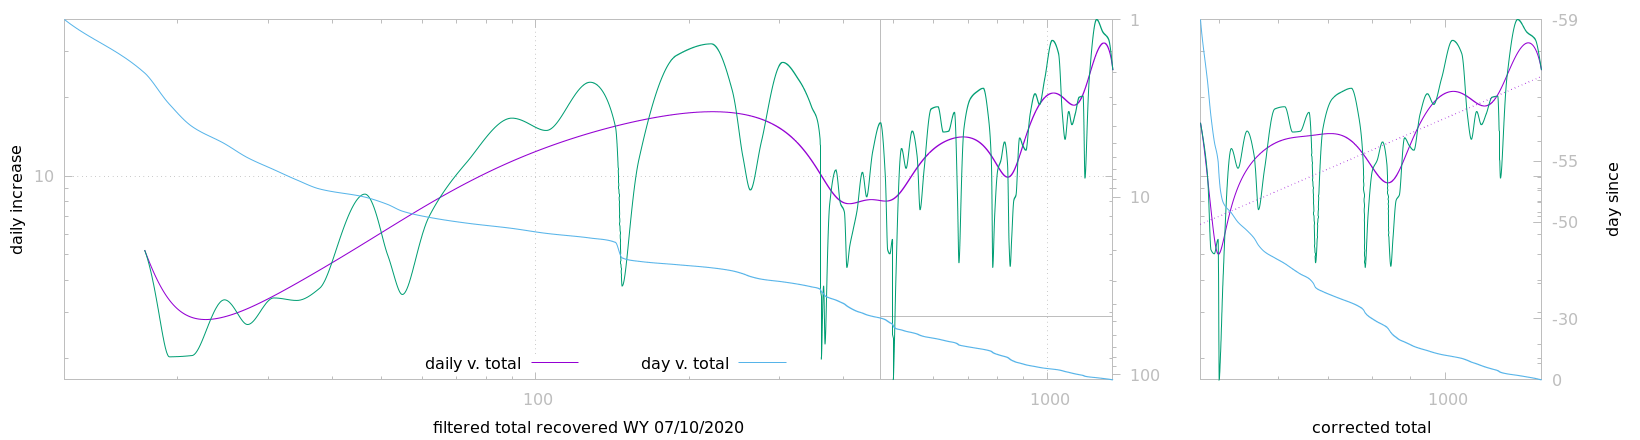 1
-59
daily increase
10
10
-55
-50
day since
-30
daily v. total
day v. total
100
0
100
1000
1000
filtered total recovered WY 07/10/2020
corrected total